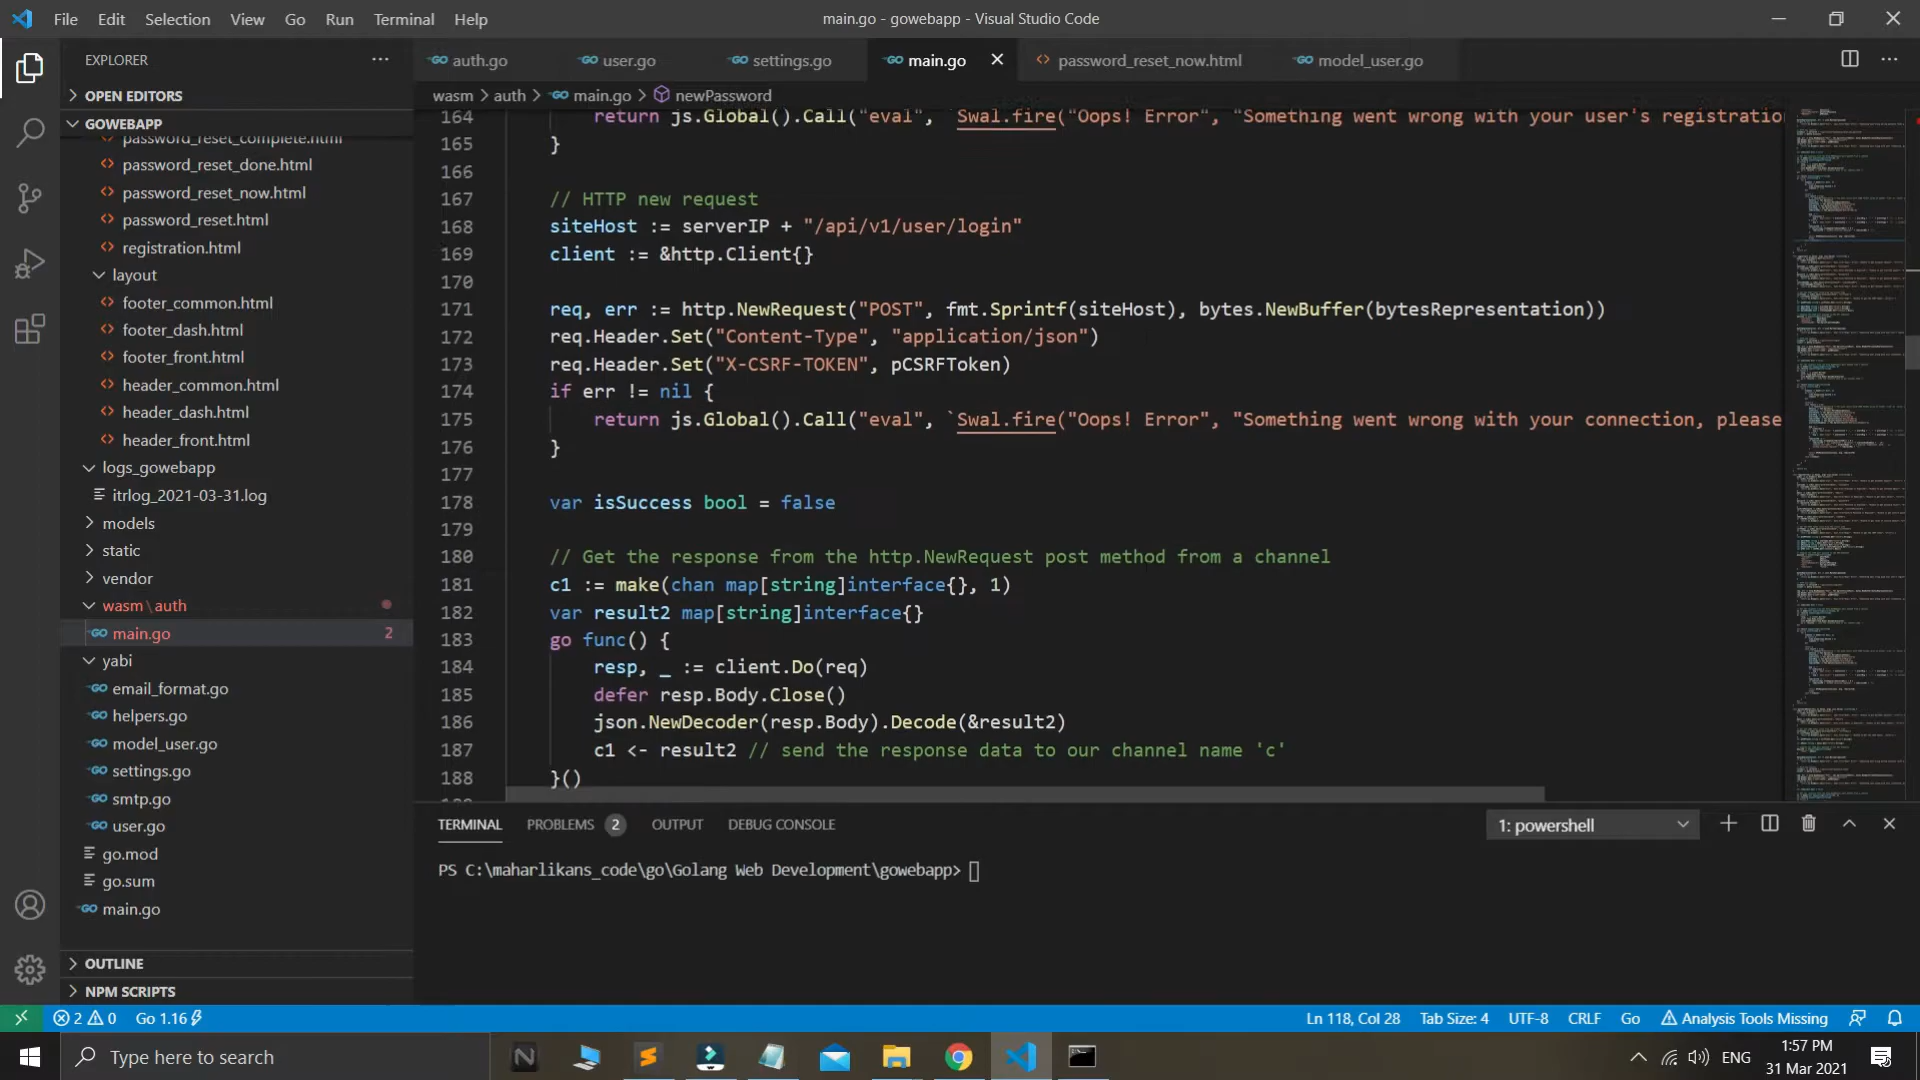 File Edit Selection View Go Run Terminal Help
main.go - gowebapp - Visual Studio Code
EXPLORER
OPEN EDITORS
GOWEBAPP
password_reset_complete.html
password_reset_done.html
password_reset_now.html
password_reset.html
registration.html
layout
footer_common.html
footer_dash.html
footer_front.html
header_common.html
header_dash.html
header_front.html
logs_gowebapp
itrlog_2021-03-31.log
models
static
vendor
wasm\auth
main.go 2
yabi
email_format.go
helpers.go
model_user.go
settings.go
smtp.go
user.go
go.mod
go.sum
main.go
OUTLINE
NPM SCRIPTS
auth.go user.go settings.go main.go password_reset_now.html model_user.go
wasm > auth > main.go > newPassword
164 return js.Global().Call("eval", `Swal.fire("Oops! Error", "Something went wrong with your user's registratio
165 }
166
167 // HTTP new request
168 siteHost := serverIP + "/api/v1/user/login"
169 client := &http.Client{}
170
171 req, err := http.NewRequest("POST", fmt.Sprintf(siteHost), bytes.NewBuffer(bytesRepresentation))
172 req.Header.Set("Content-Type", "application/json")
173 req.Header.Set("X-CSRF-TOKEN", pCSRFToken)
174 if err != nil {
175 return js.Global().Call("eval", `Swal.fire("Oops! Error", "Something went wrong with your connection, please
176 }
177
178 var isSuccess bool = false
179
180 // Get the response from the http.NewRequest post method from a channel
181 c1 := make(chan map[string]interface{}, 1)
182 var result2 map[string]interface{}
183 go func() {
184 resp, _ := client.Do(req)
185 defer resp.Body.Close()
186 json.NewDecoder(resp.Body).Decode(&result2)
187 c1 <- result2 // send the response data to our channel name 'c'
188 }()
TERMINAL PROBLEMS 2 OUTPUT DEBUG CONSOLE
1: powershell
PS C:\maharlikans_code\go\Golang Web Development\gowebapp>
2 0 Go 1.16
Ln 118, Col 28 Tab Size: 4 UTF-8 CRLF Go Analysis Tools Missing
Type here to search
ENG
1:57 PM
31 Mar 2021